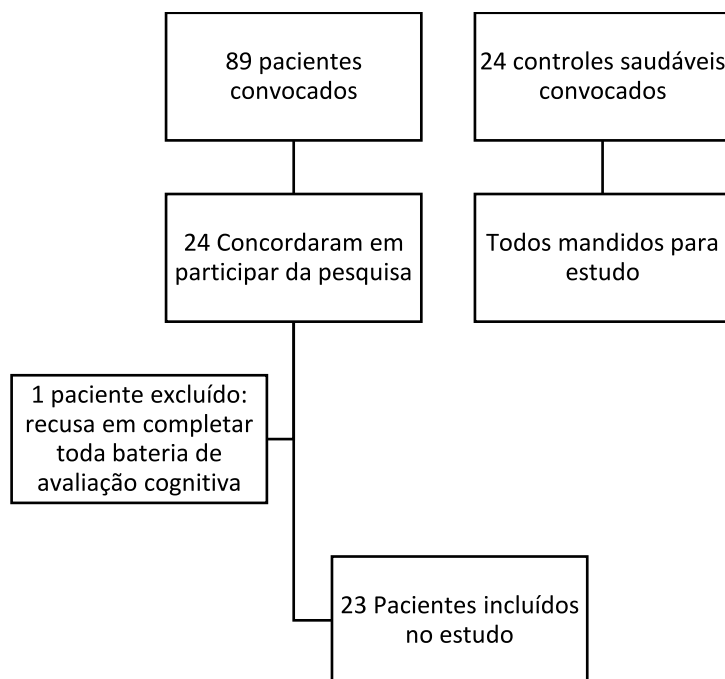 89 pacientes
convocados
24 controles saudáveis
convocados
24 Concordaram em
participar da pesquisa
Todos mandidos para
estudo
1 paciente excluído:
recusa em completar
toda bateria de
avaliação cognitiva
23 Pacientes incluídos
no estudo